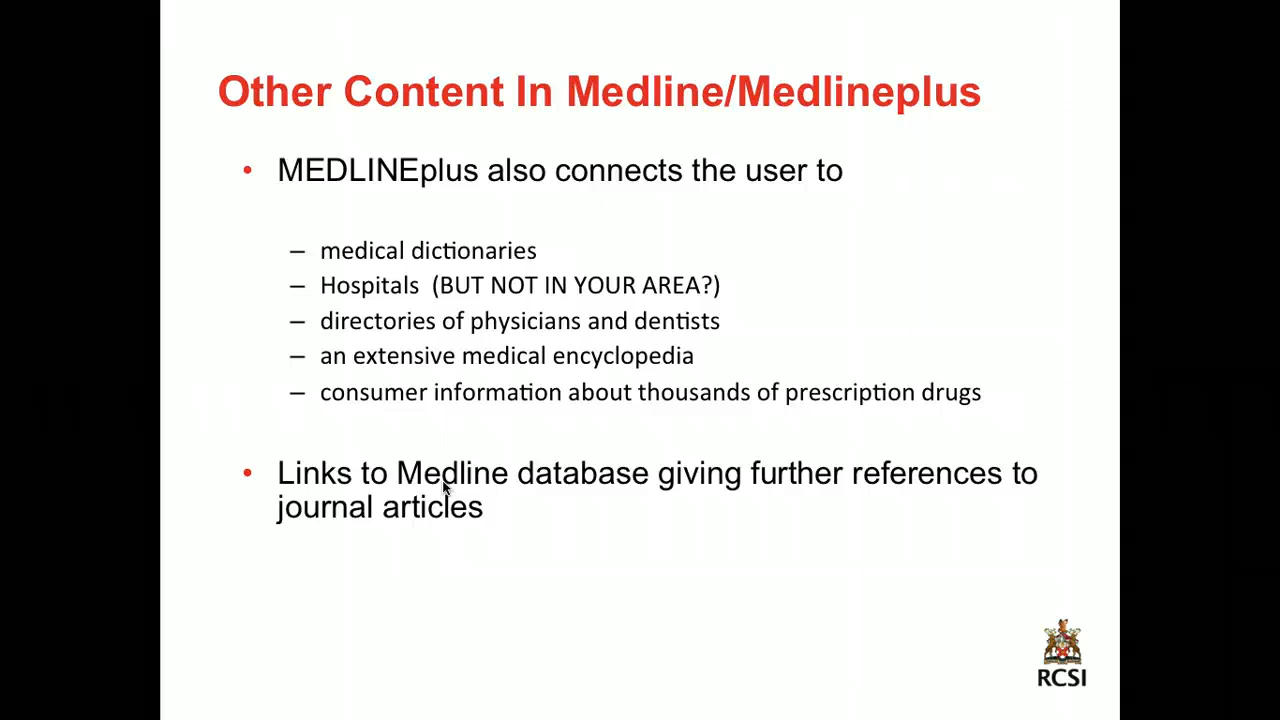 Other Content In Medline/Medlineplus
• MEDLINEplus also connects the user to
– medical dictionaries
– Hospitals (BUT NOT IN YOUR AREA?)
– directories of physicians and dentists
– an extensive medical encyclopedia
– consumer information about thousands of prescription drugs
• Links to Medline database giving further references to
journal articles
RCSI